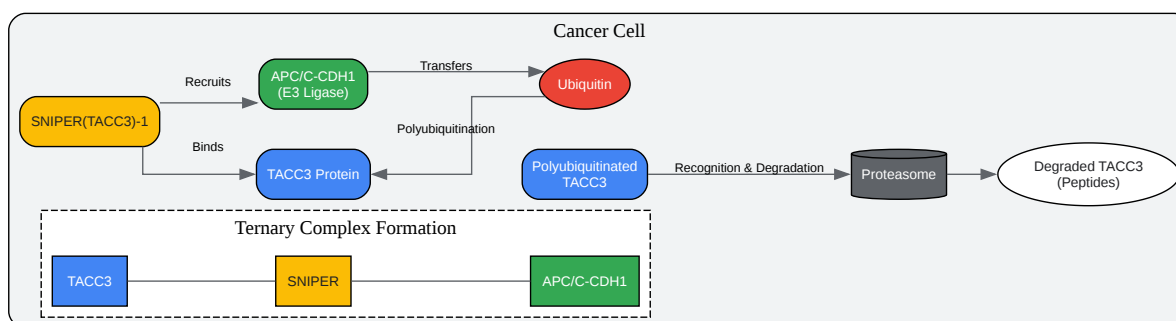 Cancer Cell
SNIPER(TACC3)-1
Recruits
Binds
APC/C-CDH1
(E3 Ligase)
Transfers
Ubiquitin
Polyubiquitination
TACC3 Protein
Polyubiquitinated
TACC3
Recognition & Degradation
Proteasome
Degraded TACC3
(Peptides)
Ternary Complex Formation
TACC3
SNIPER
APC/C-CDH1